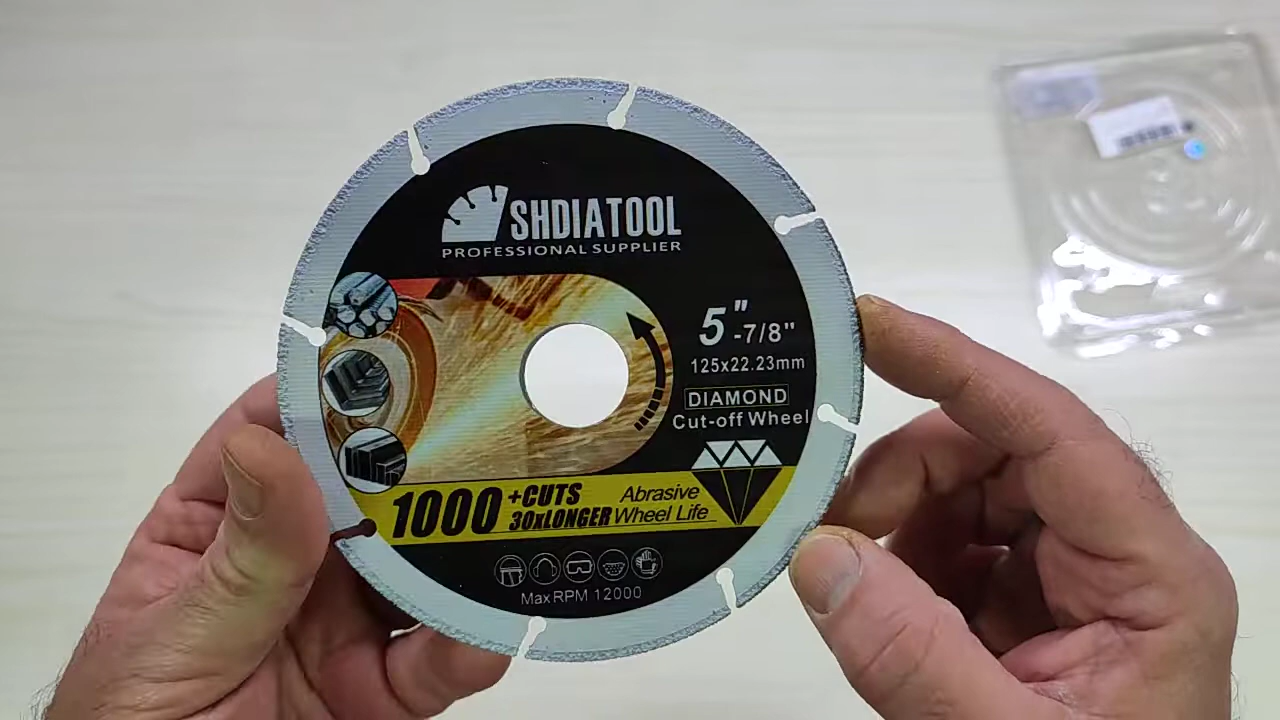 SHDIATOOL
PROFESSIONAL SUPPLIER
5"-7/8"
125x22.23mm
DIAMOND
Cut-off Wheel
1000 +CUTS
30xLONGER
Abrasive
Wheel Life
Max RPM 12000